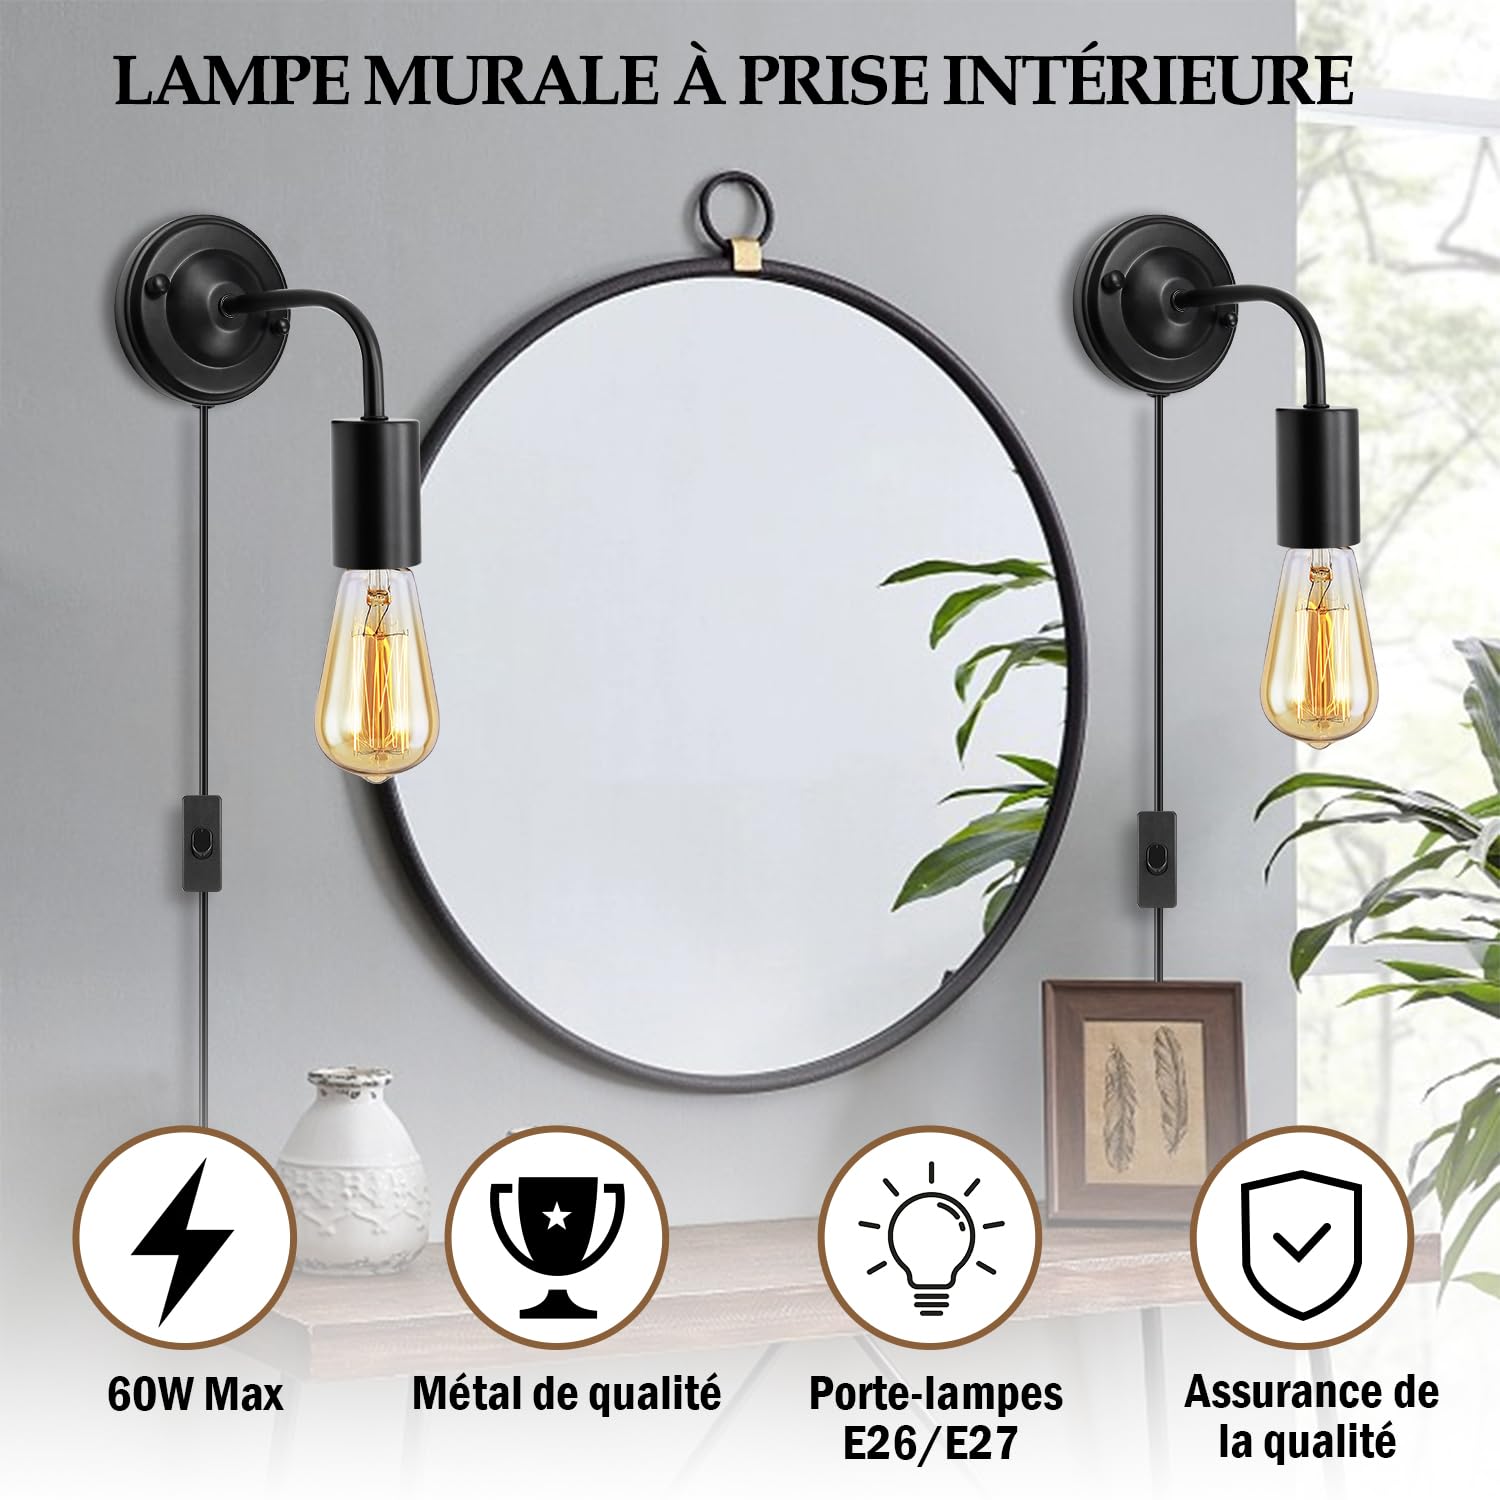 LAMPE MURALE À PRISE INTÉRIEURE
60W Max
Métal de qualité
Porte-lampes
E26/E27
Assurance de
la qualité